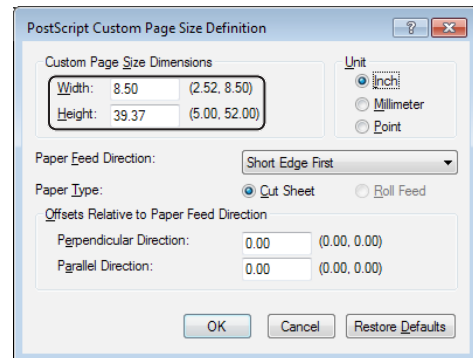 PostScript Custom Page Size Definition
Custom Page Size Dimensions
Width: 8.50 (2.52, 8.50)
Height: 39.37 (5.00, 52.00)
Unit
Inch
Millimeter
Point
Paper Feed Direction: Short Edge First
Paper Type: Cut Sheet Roll Feed
Offsets Relative to Paper Feed Direction
Perpendicular Direction: 0.00 (0.00, 0.00)
Parallel Direction: 0.00 (0.00, 0.00)
OK Cancel Restore Defaults